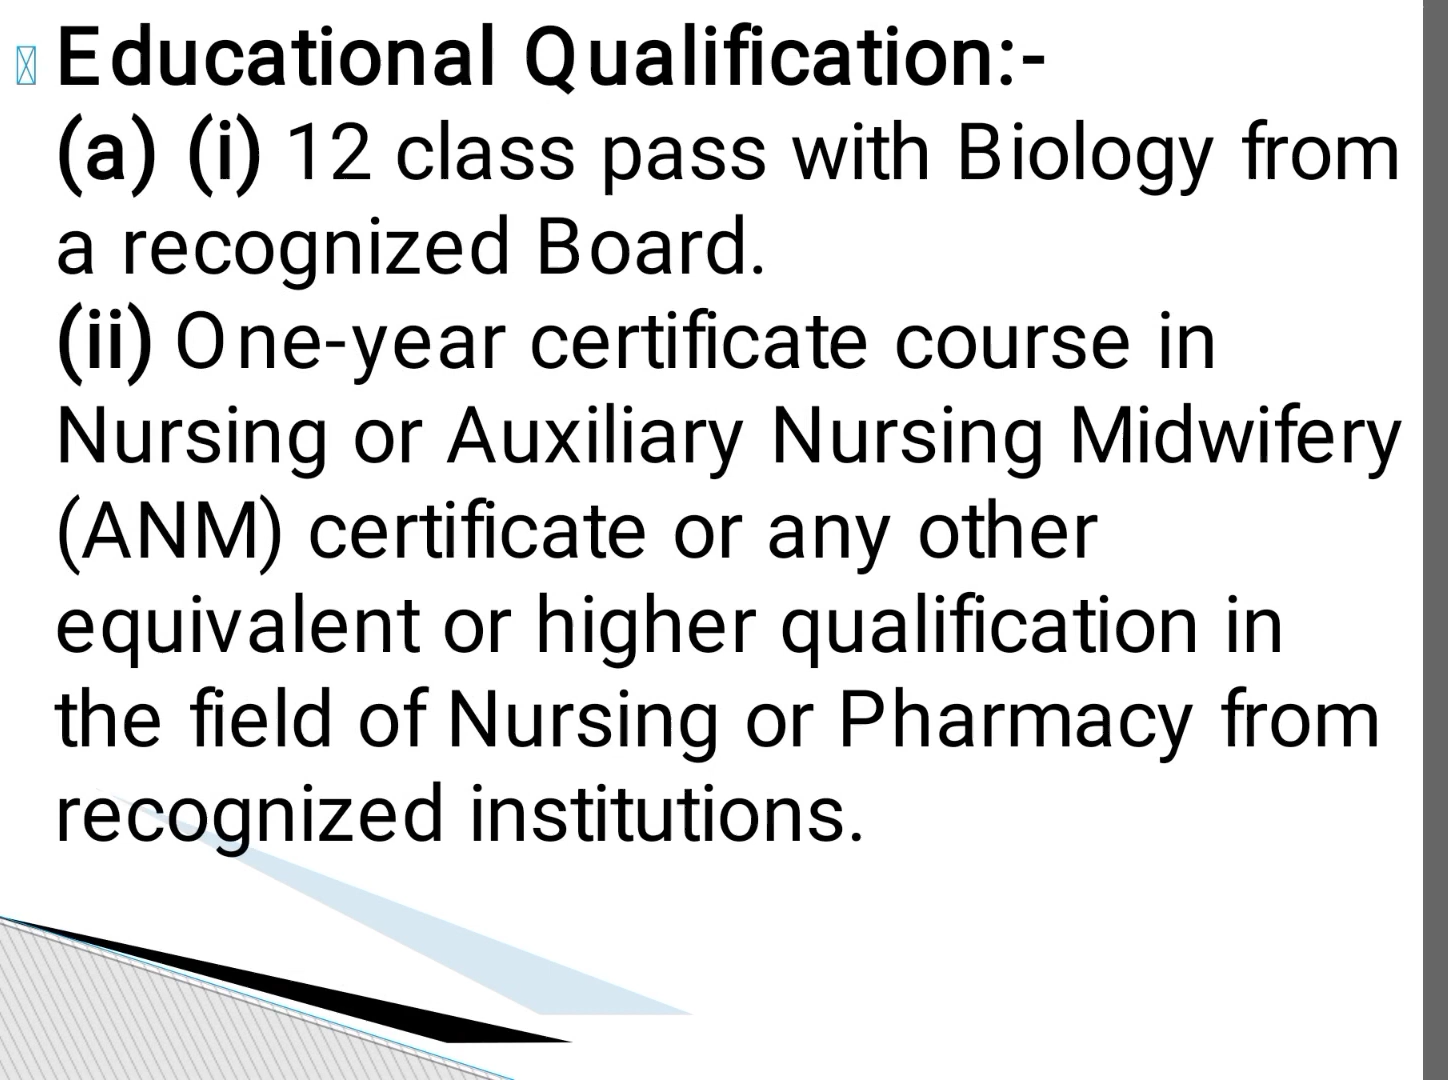 Educational Qualification:-
(a) (i) 12 class pass with Biology from
a recognized Board.
(ii) One-year certificate course in
Nursing or Auxiliary Nursing Midwifery
(ANM) certificate or any other
equivalent or higher qualification in
the field of Nursing or Pharmacy from
recognized institutions.